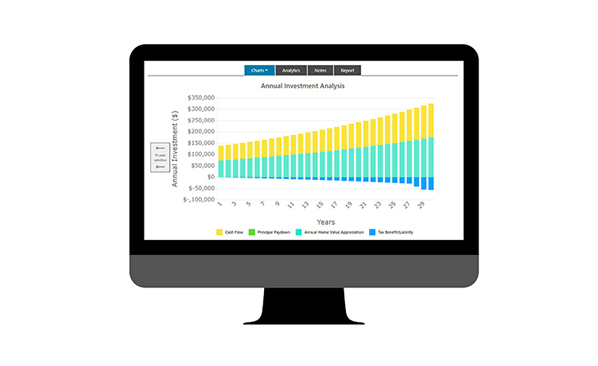 Charts Analytics Notes Report
Annual Investment Analysis
$350,000
$300,000
$250,000
$200,000
$150,000
$100,000
$50,000
$0
$-50,000
$-,100,000
Annual Investment ($)
15 year
window
1 3 5 7 9 11 13 15 17 19 21 23 25 27 29
Years
Cash Flow Principal Paydown Annual Home Value Appreciation Tax Benefit/Liability